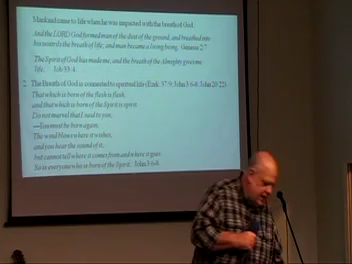 Mankind came to life when he was impacted with the breath of God
And the LORD God formed man of the dust of the ground, and breathed into
his nostrils the breath of life; and man became a living being. Genesis 2:7
The Spirit of God has made me, and the breath of the Almighty gives me
life. Job 33:4
2. The Breath of God is connected to spiritual life (Ezek. 37:9; John 3:6-8; John 20:22)
That which is born of the flesh is flesh,
and that which is born of the Spirit is spirit.
Do not marvel that I said to you,
You must be born again.
The wind blows where it wishes,
and you hear the sound of it,
but cannot tell where it comes from and where it goes.
So is everyone who is born of the Spirit. John 3:6-8